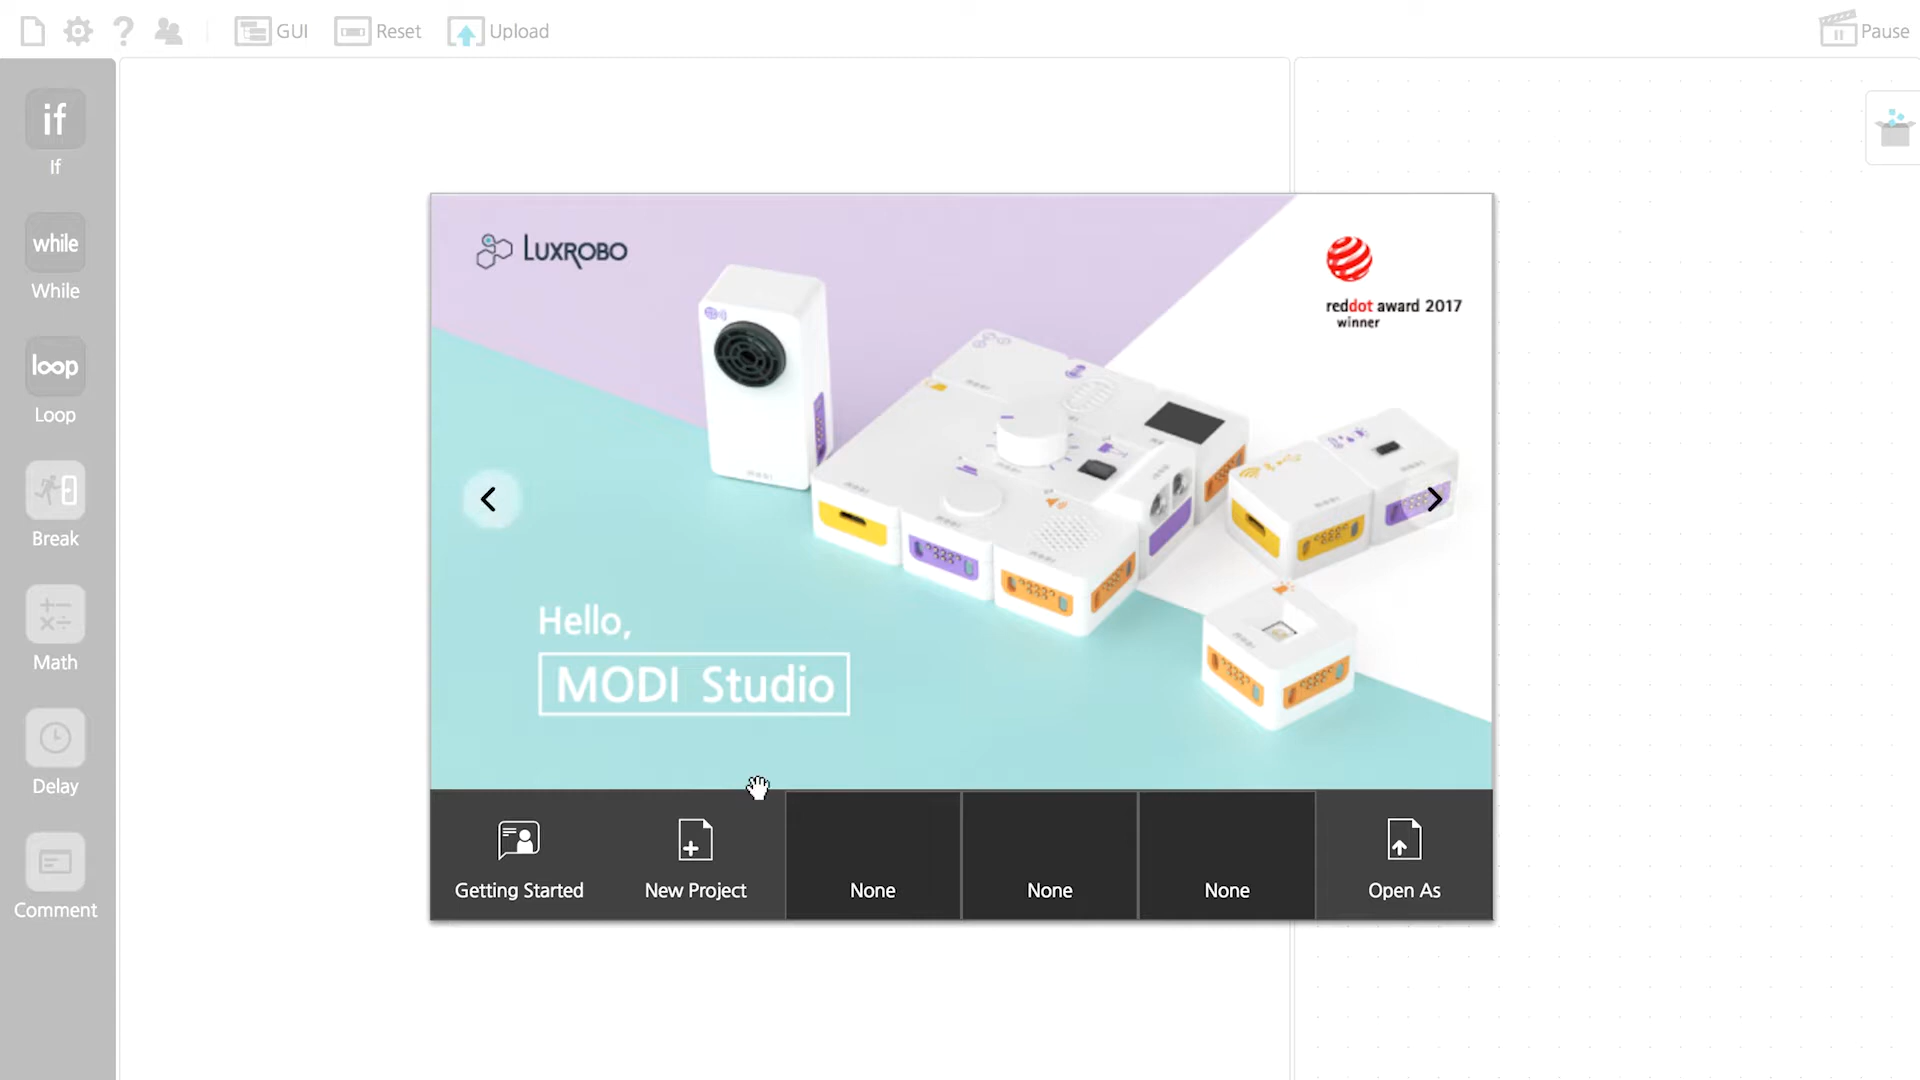 GUI
Reset
Upload
Pause
if
If
while
While
loop
Loop
Break
Math
Delay
Comment
LUXROBO
reddot award 2017
winner
Hello,
MODI Studio
Getting Started
New Project
None
None
None
Open As